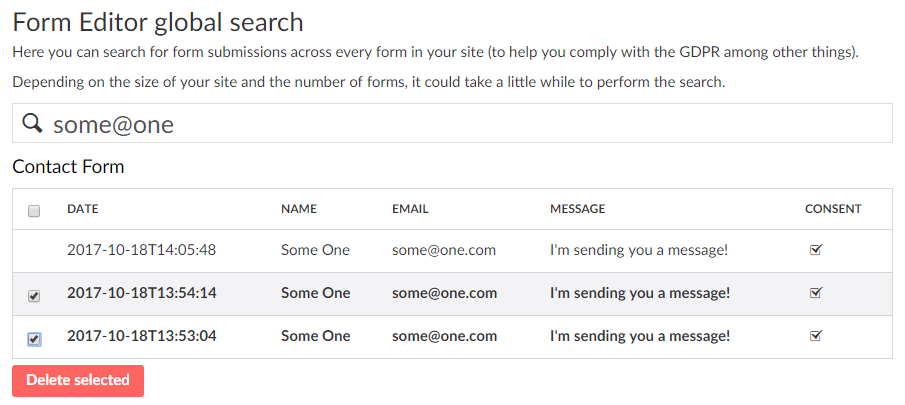 Form Editor global search
Here you can search for form submissions across every form in your site (to help you comply with the GDPR among other things).
Depending on the size of your site and the number of forms, it could take a little while to perform the search.
some@one
Contact Form
DATE NAME EMAIL MESSAGE CONSENT
2017-10-18T14:05:48 Some One some@one.com I'm sending you a message!
2017-10-18T13:54:14 Some One some@one.com I'm sending you a message!
2017-10-18T13:53:04 Some One some@one.com I'm sending you a message!
Delete selected